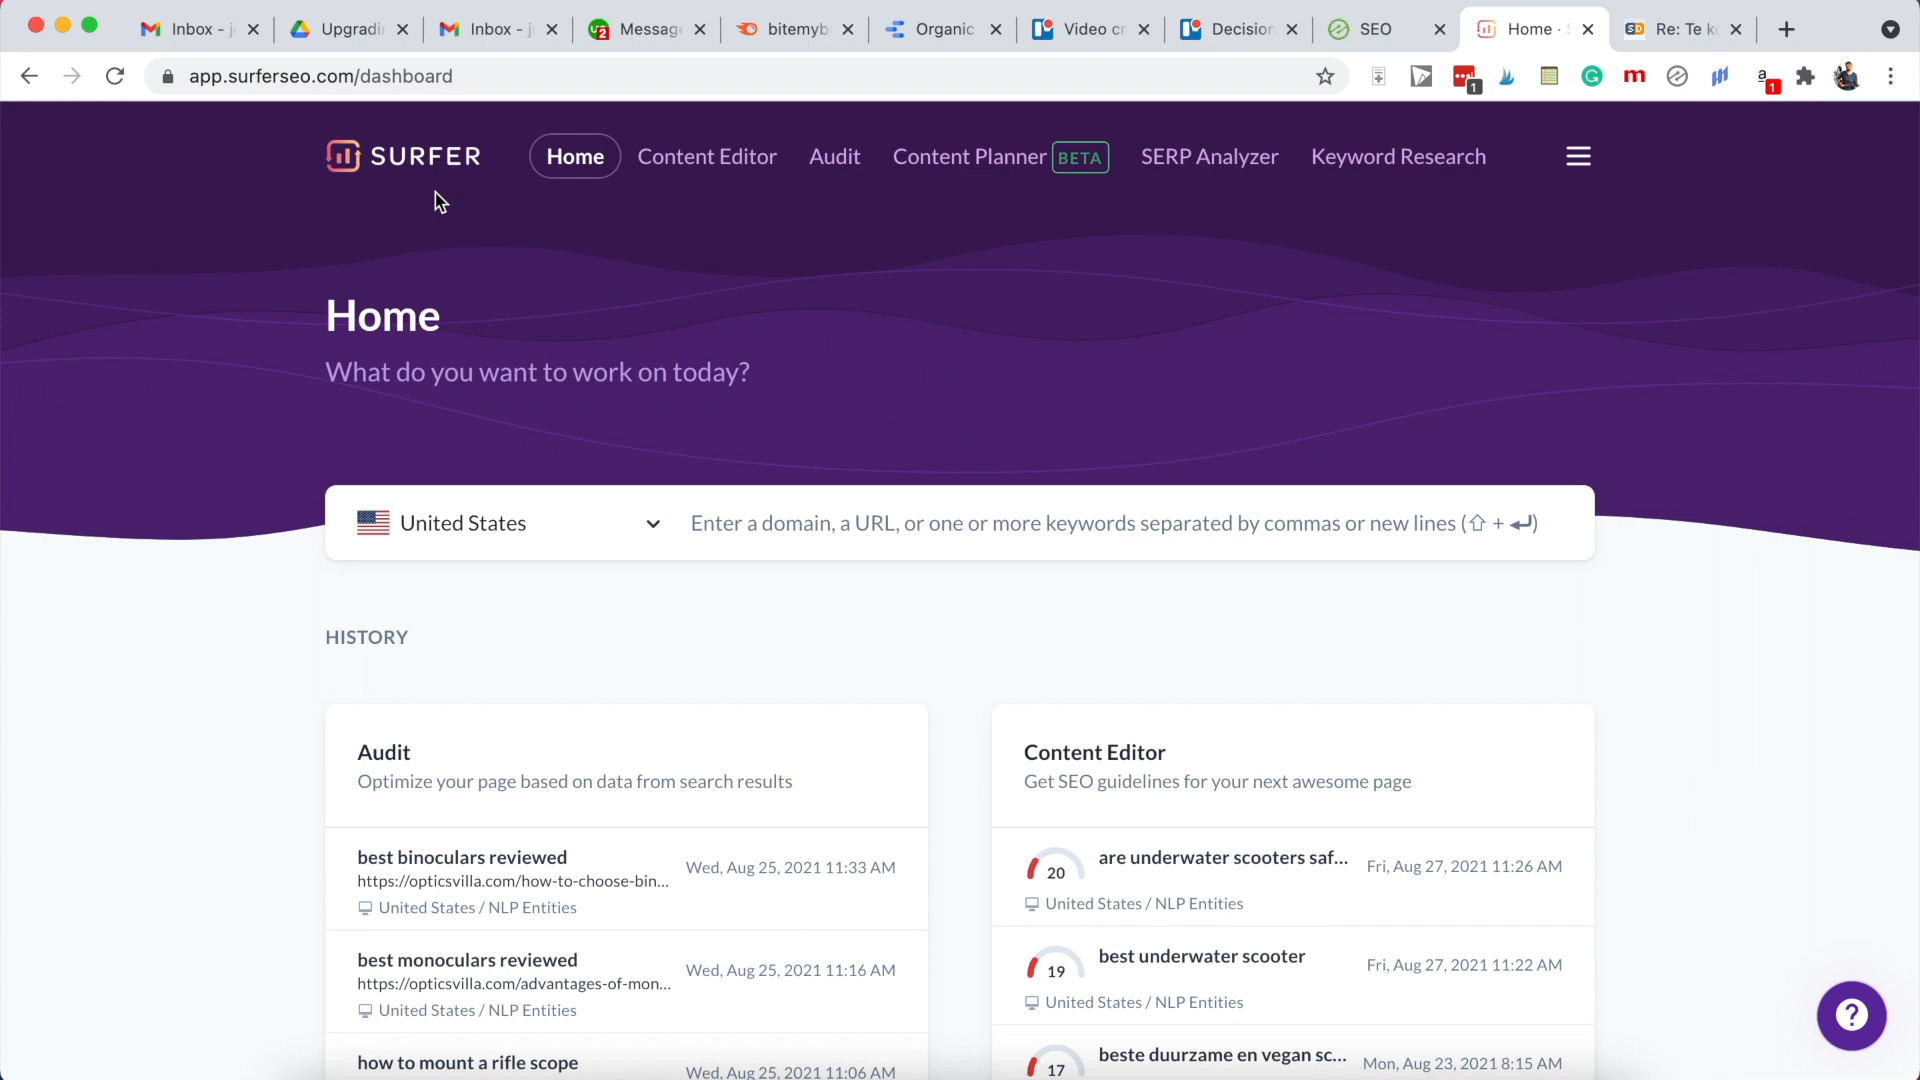 Inbox - j
Upgradin
Inbox - j
Message
bitemyb
Organic
Video cr
Decision
SEO
Home · S
Re: Te k
app.surferseo.com/dashboard
1
m
a
1
SURFER
Home
Content Editor
Audit
Content Planner BETA
SERP Analyzer
Keyword Research
Home
What do you want to work on today?
United States
Enter a domain, a URL, or one or more keywords separated by commas or new lines (⇧ + ↵)
HISTORY
Audit
Optimize your page based on data from search results
best binoculars reviewed
Wed, Aug 25, 2021 11:33 AM
https://opticsvilla.com/how-to-choose-bin...
United States / NLP Entities
best monoculars reviewed
Wed, Aug 25, 2021 11:16 AM
https://opticsvilla.com/advantages-of-mon...
United States / NLP Entities
how to mount a rifle scope
Wed, Aug 25, 2021 11:06 AM
Content Editor
Get SEO guidelines for your next awesome page
20
are underwater scooters saf...
Fri, Aug 27, 2021 11:26 AM
United States / NLP Entities
19
best underwater scooter
Fri, Aug 27, 2021 11:22 AM
United States / NLP Entities
17
beste duurzame en vegan sc...
Mon, Aug 23, 2021 8:15 AM
?